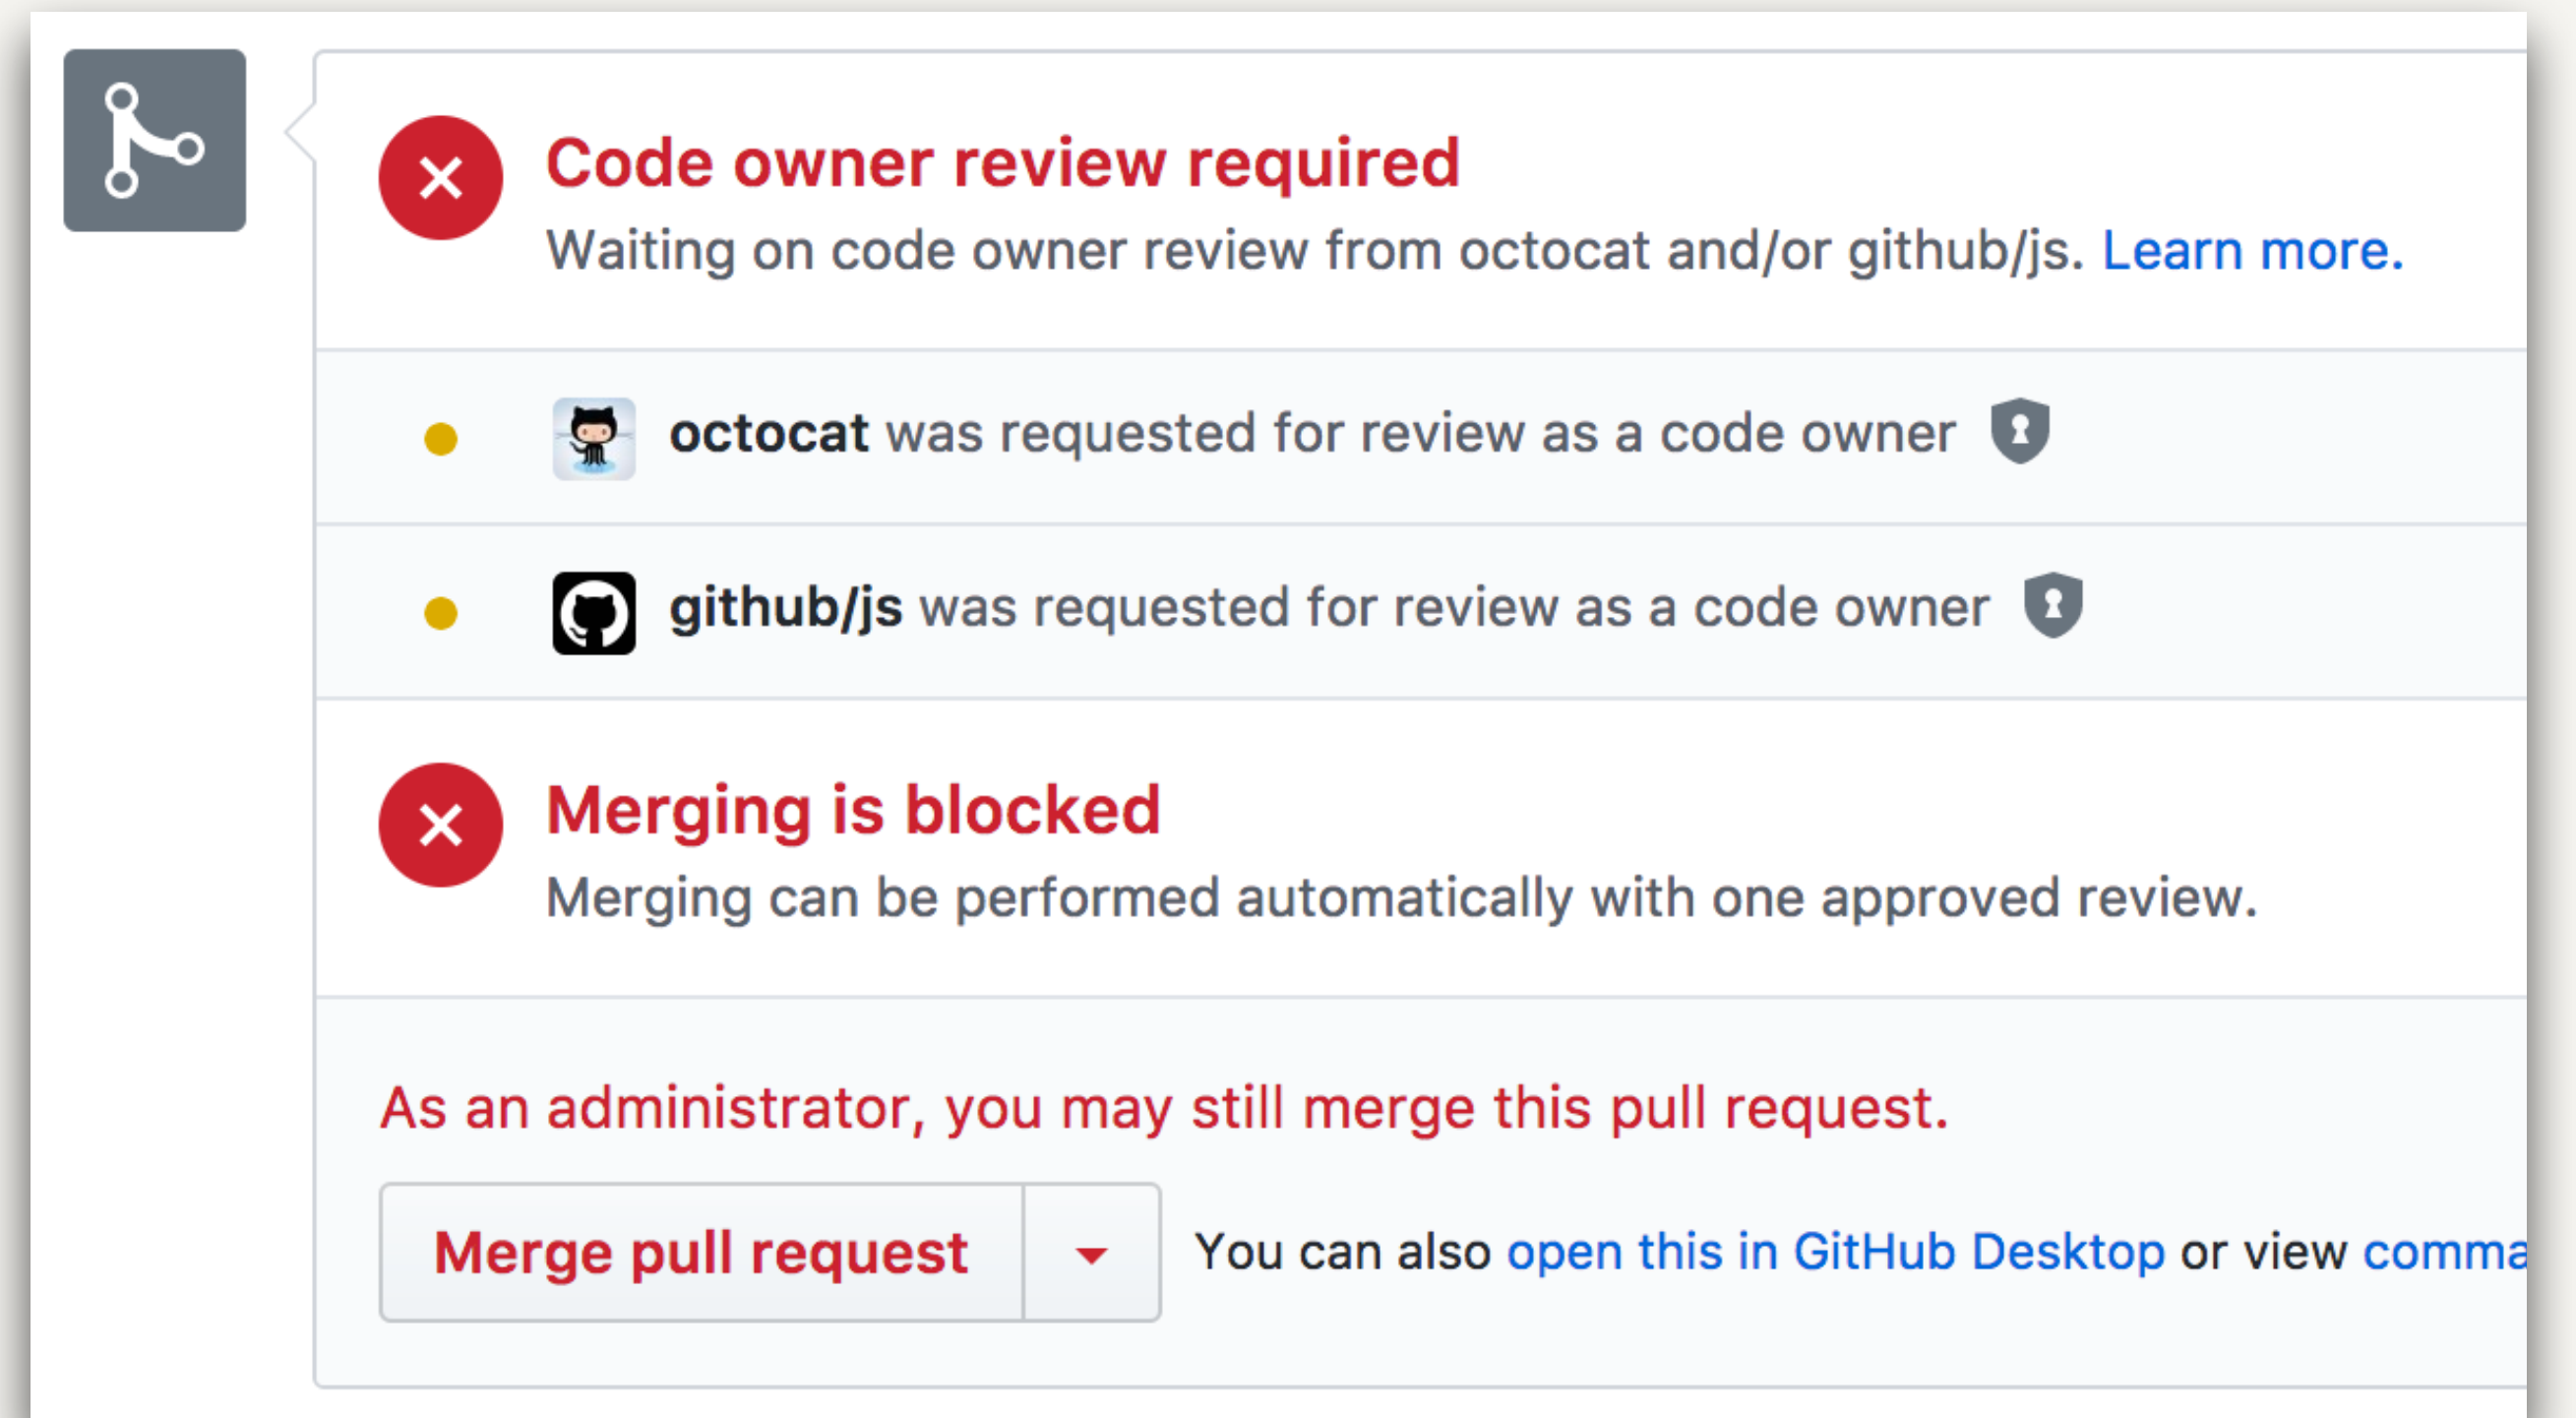 Code owner review required
Waiting on code owner review from octocat and/or github/js. Learn more.
octocat was requested for review as a code owner
github/js was requested for review as a code owner
Merging is blocked
Merging can be performed automatically with one approved review.
As an administrator, you may still merge this pull request.
Merge pull request You can also open this in GitHub Desktop or view comma